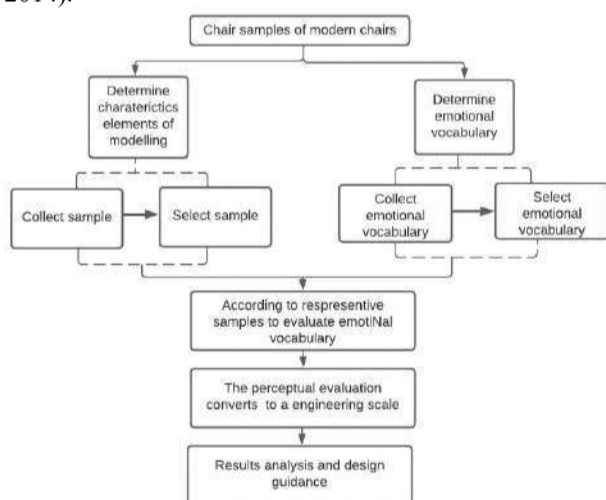 2014).
Chair samples of modern chairs
Determine
charaterictics
elements of
modelling
Determine
emotional
vocabulary
Collect sample
Select sample
Collect
emotional
vocabulary
Select
emotional
vocabulary
According to respresentive
samples to evaluate emotiNal
vocabulary
The perceptual evaluation
converts to a engineering scale
Results analysis and design
guidance